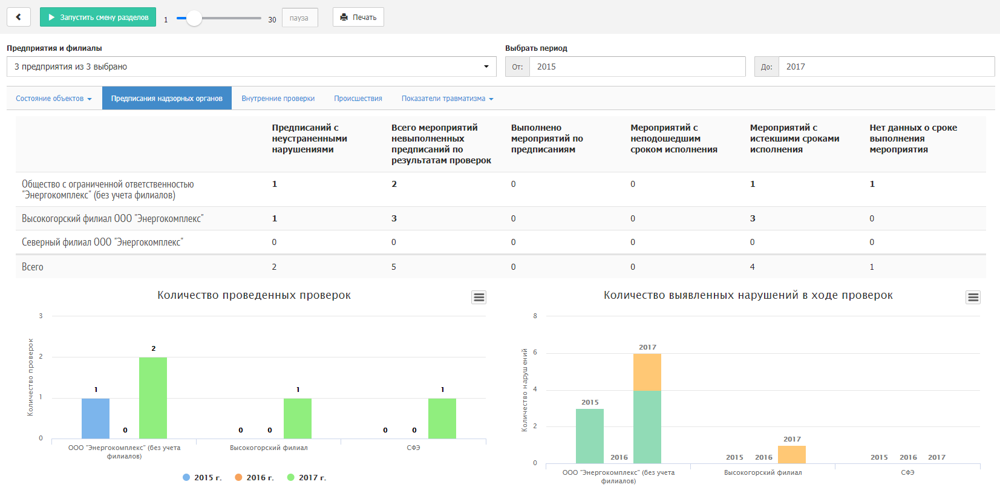 Запустить смену разделов
1
30
пауза
Печать
Предприятия и филиалы
Выбрать период
3 предприятия из 3 выбрано
От:
2015
До:
2017
Состояние объектов
Предписания надзорных органов
Внутренние проверки
Происшествия
Показатели травматизма
Предписаний с
неустраненными
нарушениями
Всего мероприятий
невыполненных
предписаний по
результатам проверок
Выполнено
мероприятий по
предписаниям
Мероприятий с
неподошедшим
сроком исполнения
Мероприятий с
истекшими сроками
исполнения
Нет данных о сроке
выполнения
мероприятия
Общество с ограниченной ответственностью
"Энергокомплекс" (без учета филиалов)
1
2
0
0
1
1
Высокогорский филиал ООО "Энергокомплекс"
1
3
0
0
3
0
Северный филиал ООО "Энергокомплекс"
0
0
0
0
0
0
Всего
2
5
0
0
4
1
Количество проведенных проверок
Количество проверок
3
2
1
0
1
0
2
0
0
1
0
0
1
ООО "Энергокомплекс" (без учета
филиалов)
Высокогорский филиал
СФЭ
2015 г.
2016 г.
2017 г.
Количество выявленных нарушений в ходе проверок
Количество нарушений
8
6
4
2
0
2015
2016
2017
2015
2016
2017
2015
2016
2017
ООО "Энергокомплекс" (без учета
филиалов)
Высокогорский филиал
СФЭ